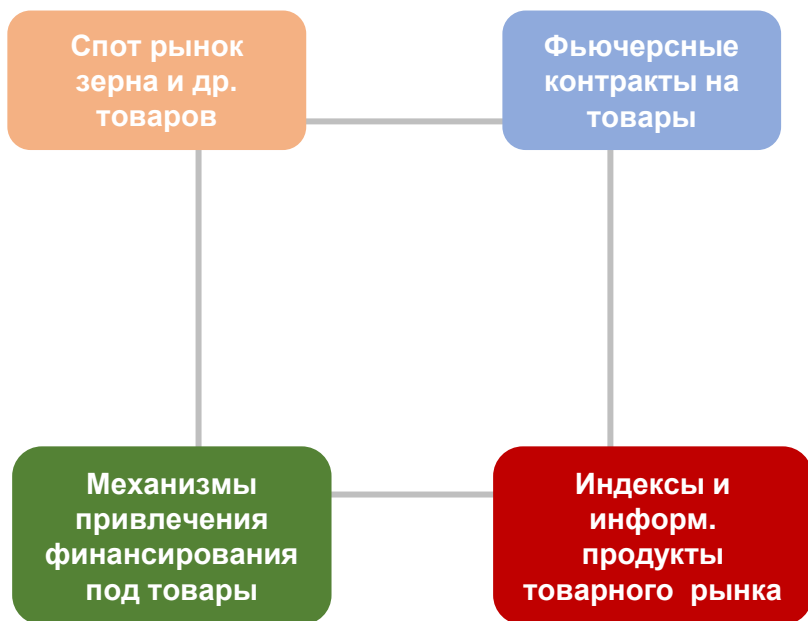 Спот рынок
зерна и др.
товаров
Фьючерсные
контракты на
товары
Механизмы
привлечения
финансирования
под товары
Индексы и
информ.
продукты
товарного рынка